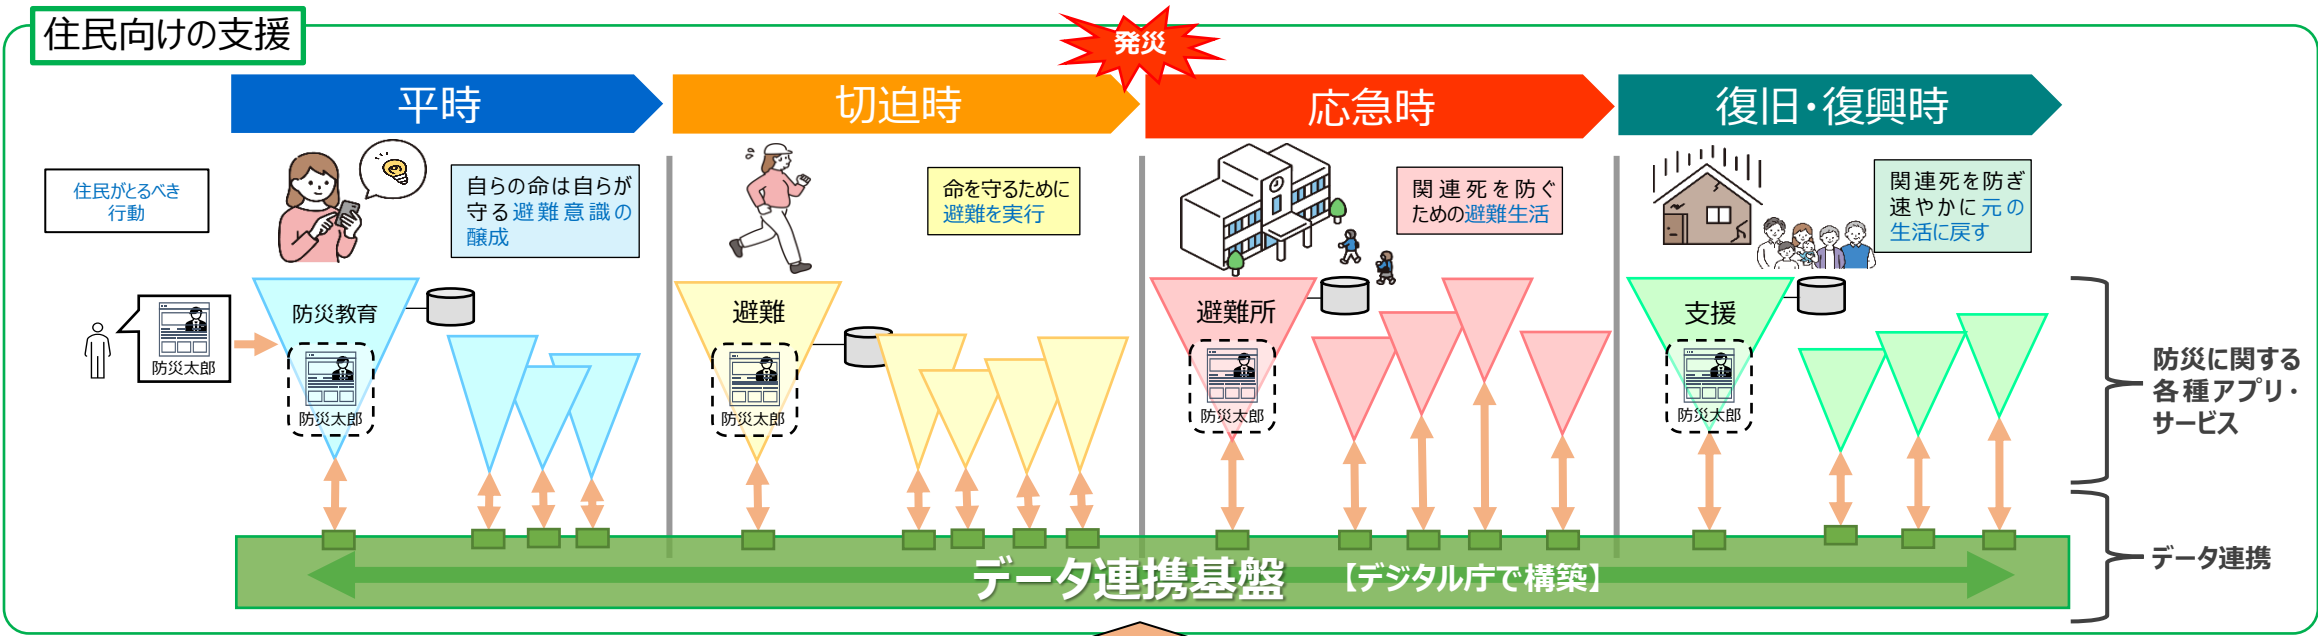 住民向けの支援
発災
平時
切迫時
応急時
復旧・復興時
住民がとるべき
行動
自らの命は自らが
守る避難意識の
醸成
命を守るために
避難を実行
関連死を防ぐ
ための避難生活
関連死を防ぎ
速やかに元の
生活に戻す
防災太郎
防災教育
防災太郎
避難
防災太郎
避難所
防災太郎
支援
防災太郎
防災に関する
各種アプリ・
サービス
データ連携基盤 【デジタル庁で構築】
データ連携